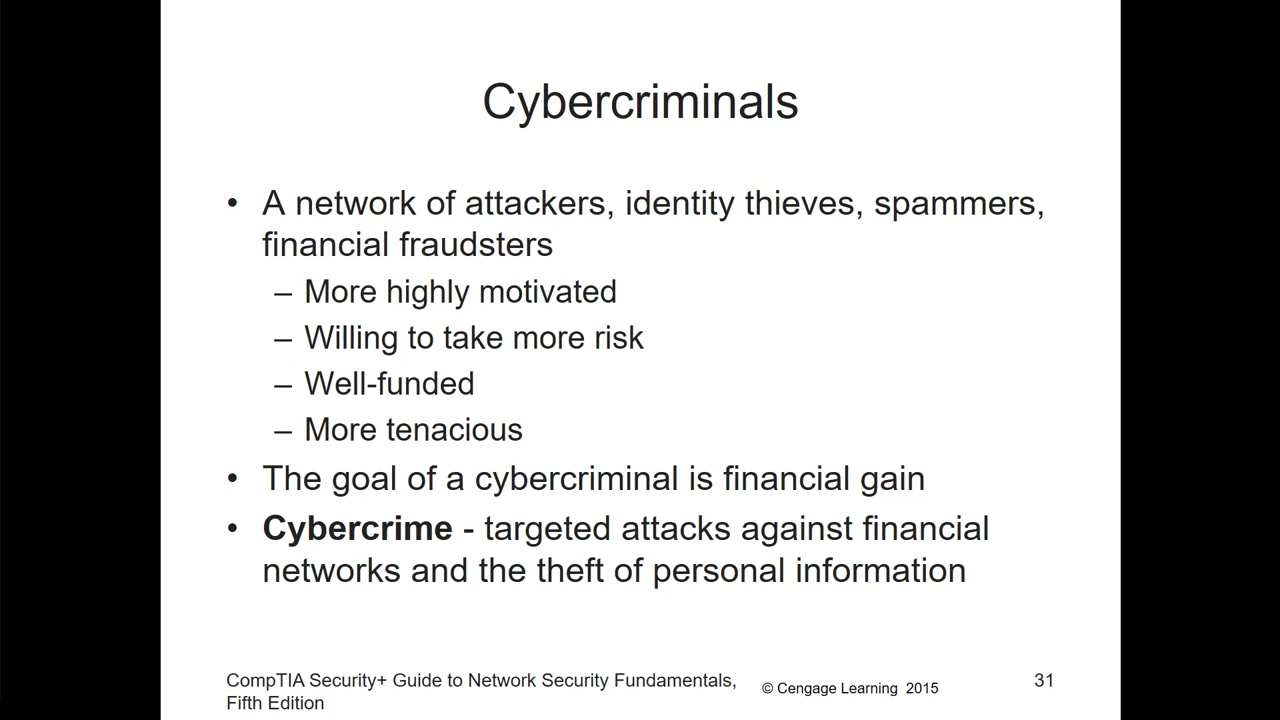 Cybercriminals
• A network of attackers, identity thieves, spammers,
financial fraudsters
– More highly motivated
– Willing to take more risk
– Well-funded
– More tenacious
• The goal of a cybercriminal is financial gain
• Cybercrime - targeted attacks against financial
networks and the theft of personal information
CompTIA Security+ Guide to Network Security Fundamentals,
Fifth Edition
© Cengage Learning 2015
31